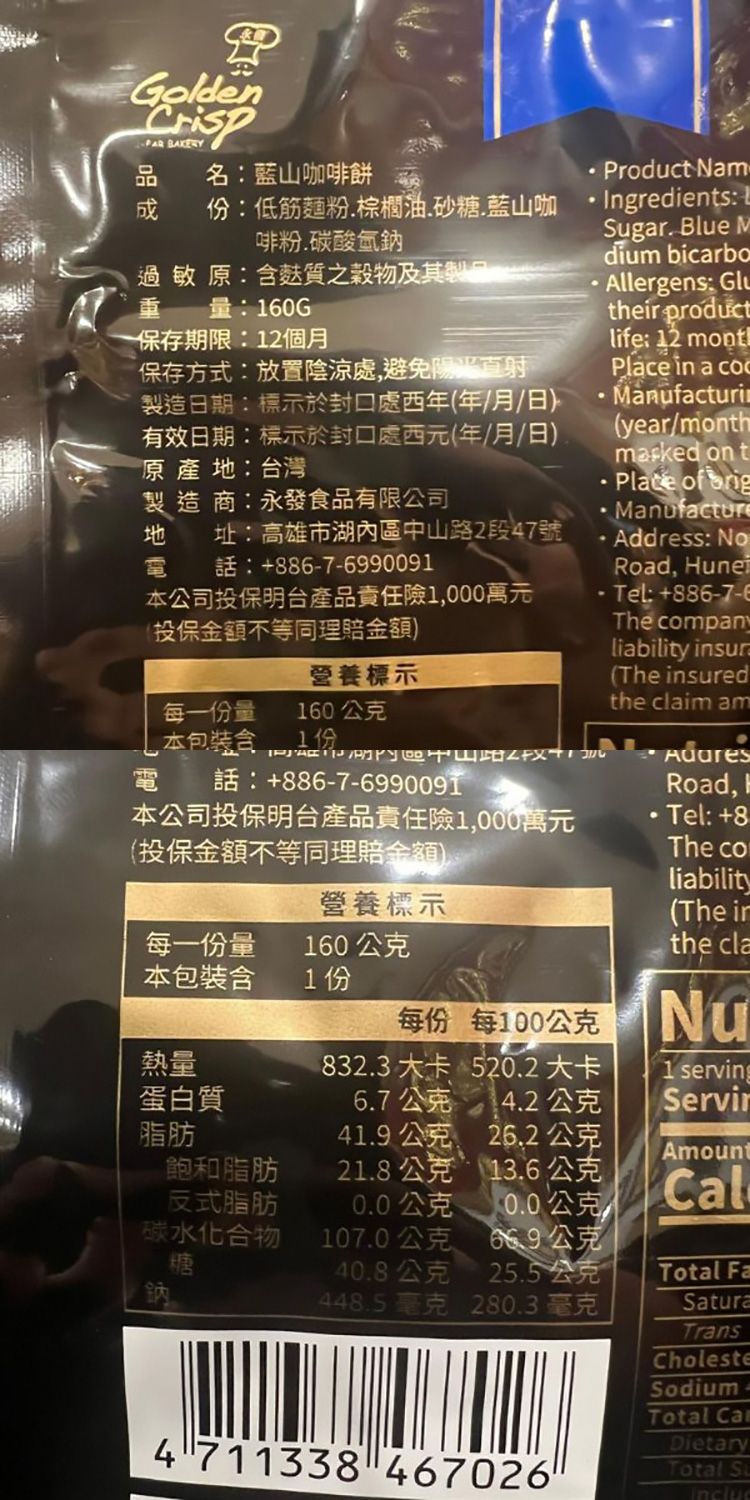 永發
Golden
Crisp
PAR BAKERY
品 名：藍山咖啡餅
成 份：低筋麵粉.棕櫚油.砂糖.藍山咖
啡粉.碳酸氫鈉
過敏原：含麩質之穀物及其製品
重 量：160G
保存期限：12個月
保存方式：放置陰涼處,避免陽光直射
製造日期：標示於封口處西年(年/月/日)
有效日期：標示於封口處西元(年/月/日)
原產地：台灣
製造商：永發食品有限公司
地 址：高雄市湖內區中山路2段47號
電 話：+886-7-6990091
本公司投保明台產品責任險1,000萬元
(投保金額不等同理賠金額)
營養標示
每一份量 160 公克
本包裝含 1 份
• Product Nam
• Ingredients:
Sugar. Blue M
dium bicarbo
• Allergens: Glu
their product
life: 12 mont
Place in a coo
• Manufacturi
(year/month
marked on t
• Place of orig
• Manufacture
• Address: No
Road, Hunei
• Tel: +886-7-6
The company
liability insur
(The insured
the claim am
電 話：+886-7-6990091
本公司投保明台產品責任險1,000萬元
(投保金額不等同理賠金額)
營養標示
每一份量 160 公克
本包裝含 1 份
每份 每100公克
熱量 832.3 大卡 520.2 大卡
蛋白質 6.7 公克 4.2 公克
脂肪 41.9 公克 26.2 公克
飽和脂肪 21.8 公克 13.6 公克
反式脂肪 0.0 公克 0.0 公克
碳水化合物 107.0 公克 66.9 公克
糖 40.8 公克 25.5 公克
鈉 448.5 毫克 280.3 毫克
4 711338 467026
• Addres
Road,
• Tel: +8
The co
liability
(The in
the cla
Nu
1 serving
Servin
Amount
Cal
Total Fa
Satura
Trans
Choleste
Sodium
Total Car
Dietary
Total Su
Inclu